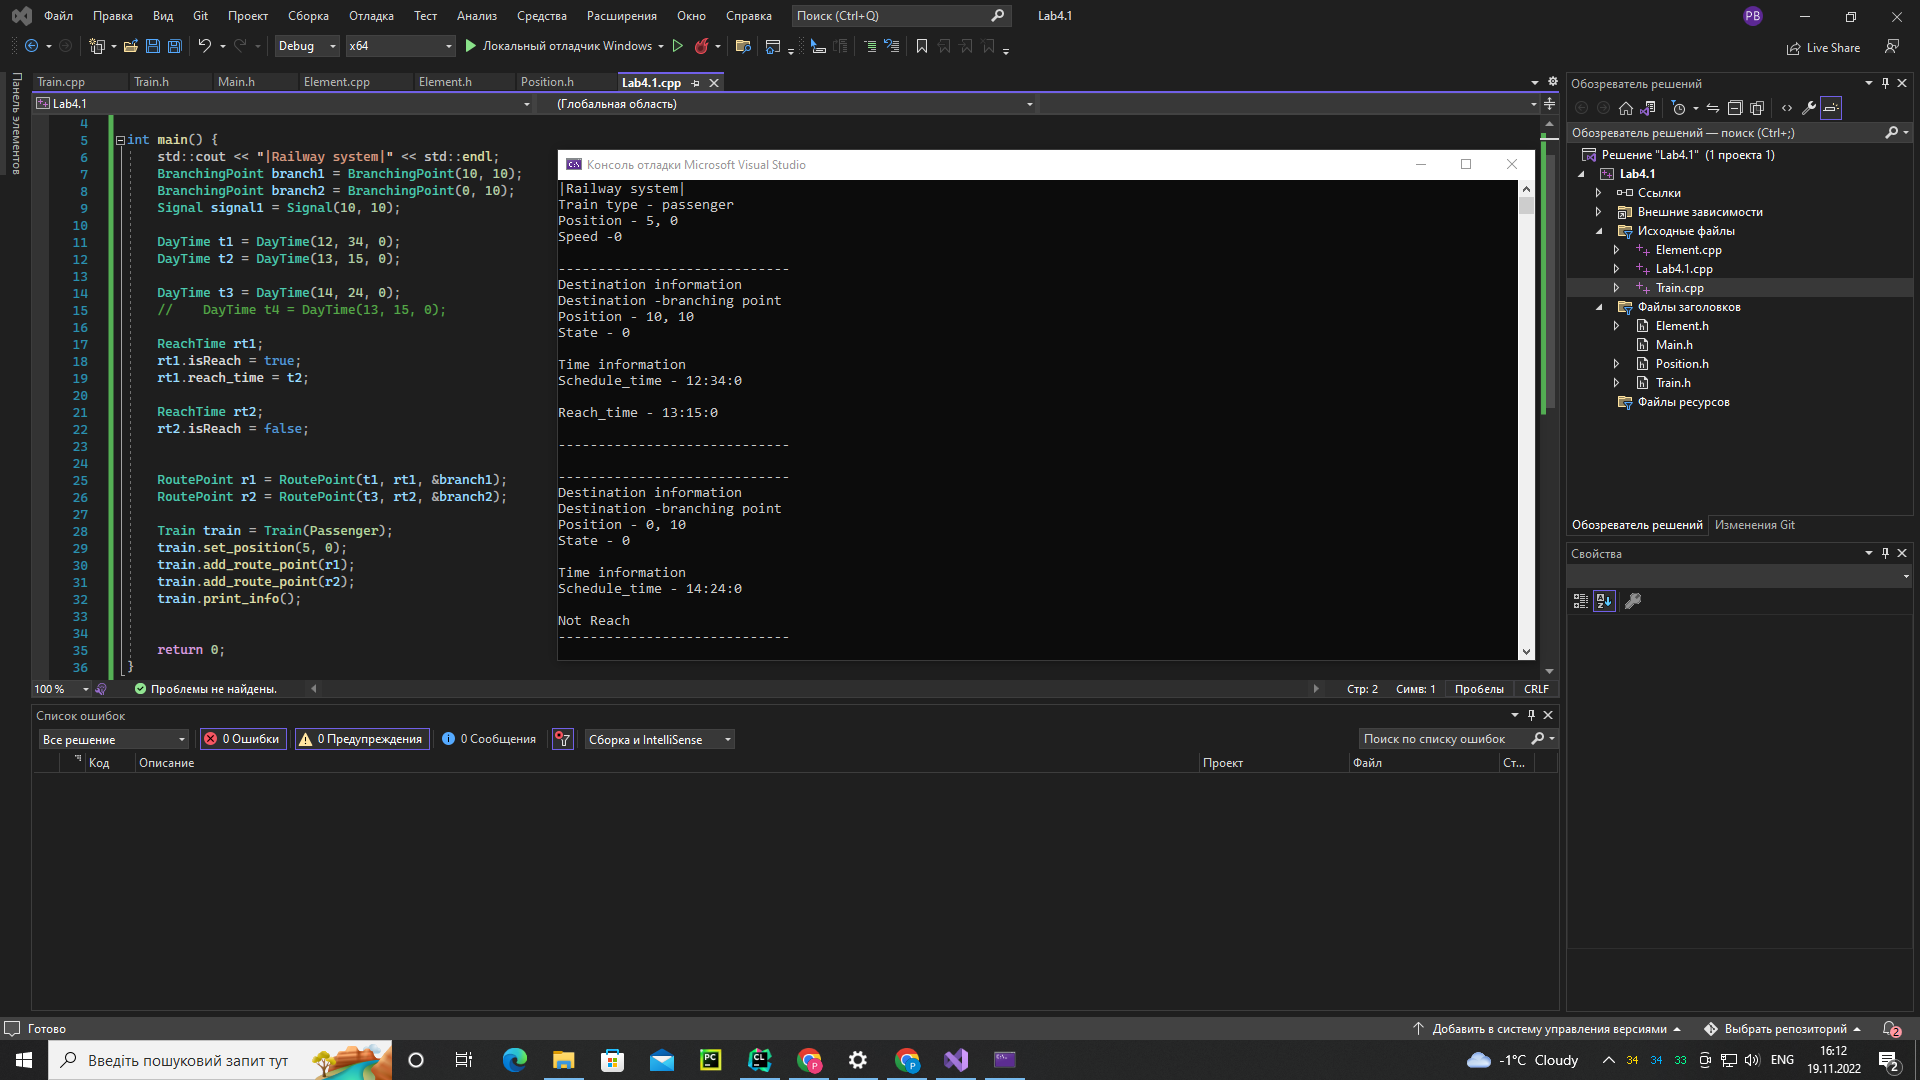 Файл Правка Вид Git Проект Сборка Отладка Тест Анализ Средства Расширения Окно Справка Поиск (Ctrl+Q) Lab4.1 PB
Debug x64 Локальный отладчик Windows Live Share
Панель элементов
Train.cpp Train.h Main.h Element.cpp Element.h Position.h Lab4.1.cpp
Lab4.1 (Глобальная область)
4
5 int main() {
6 std::cout << "|Railway system|" << std::endl;
7 BranchingPoint branch1 = BranchingPoint(10, 10);
8 BranchingPoint branch2 = BranchingPoint(0, 10);
9 Signal signal1 = Signal(10, 10);
10
11 DayTime t1 = DayTime(12, 34, 0);
12 DayTime t2 = DayTime(13, 15, 0);
13
14 DayTime t3 = DayTime(14, 24, 0);
15 // DayTime t4 = DayTime(13, 15, 0);
16
17 ReachTime rt1;
18 rt1.isReach = true;
19 rt1.reach_time = t2;
20
21 ReachTime rt2;
22 rt2.isReach = false;
23
24
25 RoutePoint r1 = RoutePoint(t1, rt1, &branch1);
26 RoutePoint r2 = RoutePoint(t3, rt2, &branch2);
27
28 Train train = Train(Passenger);
29 train.set_position(5, 0);
30 train.add_route_point(r1);
31 train.add_route_point(r2);
32 train.print_info();
33
34
35 return 0;
36 }
Консоль отладки Microsoft Visual Studio
|Railway system|
Train type - passenger
Position - 5, 0
Speed -0
-----------------------------
Destination information
Destination -branching point
Position - 10, 10
State - 0
Time information
Schedule_time - 12:34:0
Reach_time - 13:15:0
-----------------------------
-----------------------------
Destination information
Destination -branching point
Position - 0, 10
State - 0
Time information
Schedule_time - 14:24:0
Not Reach
-----------------------------
100 % Проблемы не найдены. Стр: 2 Симв: 1 Пробелы CRLF
Обозреватель решений
Обозреватель решений — поиск (Ctrl+;)
Решение "Lab4.1" (1 проекта 1)
Lab4.1
Ссылки
Внешние зависимости
Исходные файлы
Element.cpp
Lab4.1.cpp
Train.cpp
Файлы заголовков
Element.h
Main.h
Position.h
Train.h
Файлы ресурсов
Обозреватель решений Изменения Git
Свойства
Список ошибок
Все решение 0 Ошибки 0 Предупреждения 0 Сообщения Сборка и IntelliSense Поиск по списку ошибок
Код Описание Проект Файл Ст...
Готово Добавить в систему управления версиями Выбрать репозиторий 2
Введіть пошуковий запит тут PC CL P P -1°C Cloudy 34 34 33 ENG 16:12
19.11.2022 2